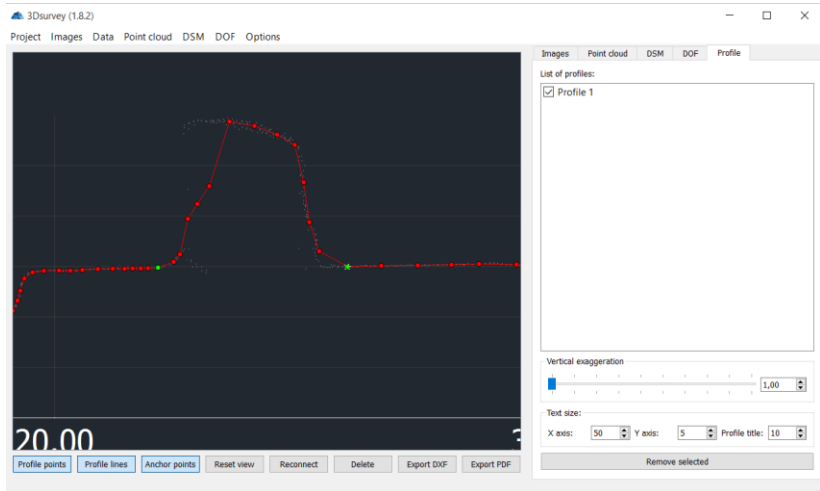 3Dsurvey (1.8.2)
Project Images Data Point cloud DSM DOF Options
Images Point cloud DSM DOF Profile
List of profiles:
Profile 1
Vertical exaggeration
1,00
Text size:
X axis: 50 Y axis: 5 Profile title: 10
20.00
Profile points Profile lines Anchor points Reset view Reconnect Delete Export DXF Export PDF
Remove selected